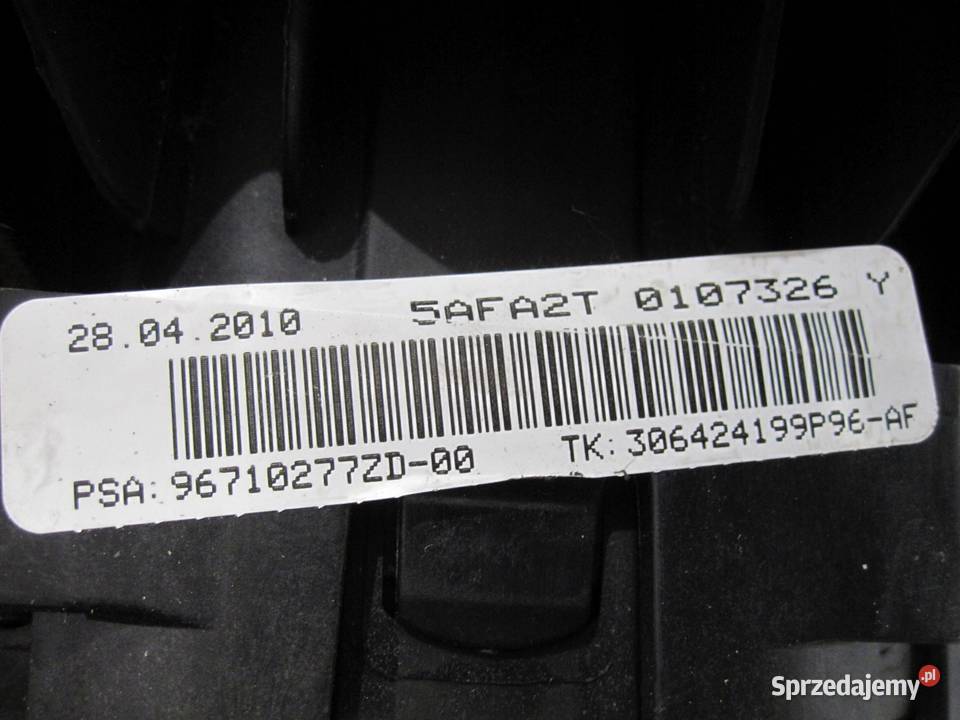 28.04.2010 5AFA2T 0107326 Y
PSA: 96710277ZD-00 TK: 306424199P96-AF
Sprzedajemy.pl